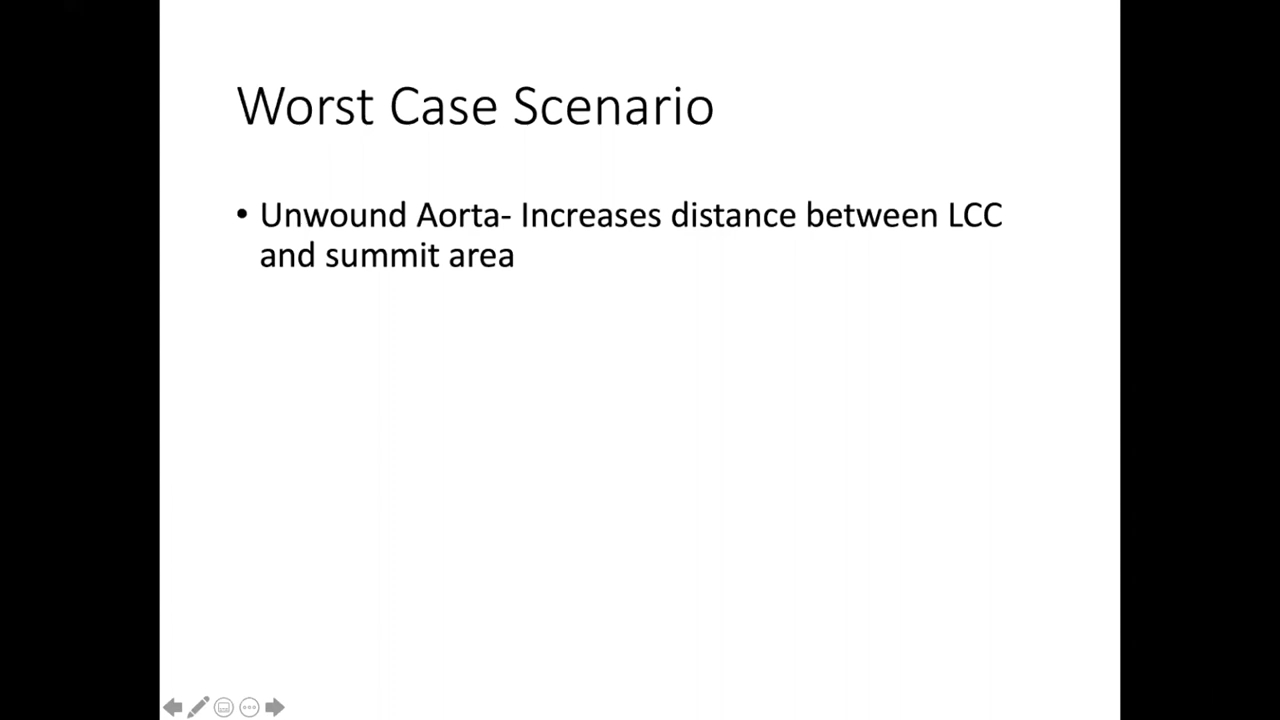 Worst Case Scenario
• Unwound Aorta- Increases distance between LCC
and summit area